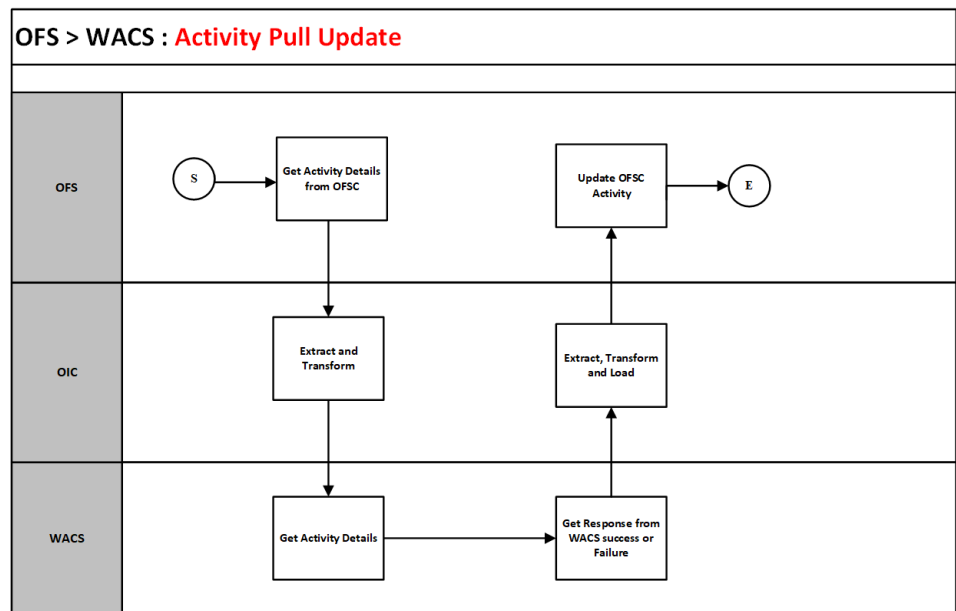 OFS > WACS : Activity Pull Update
OFS
S
Get Activity Details
from OFSC
Update OFSC
Activity
E
OIC
Extract and
Transform
Extract, Transform
and Load
WACS
Get Activity Details
Get Response from
WACS success or
Failure